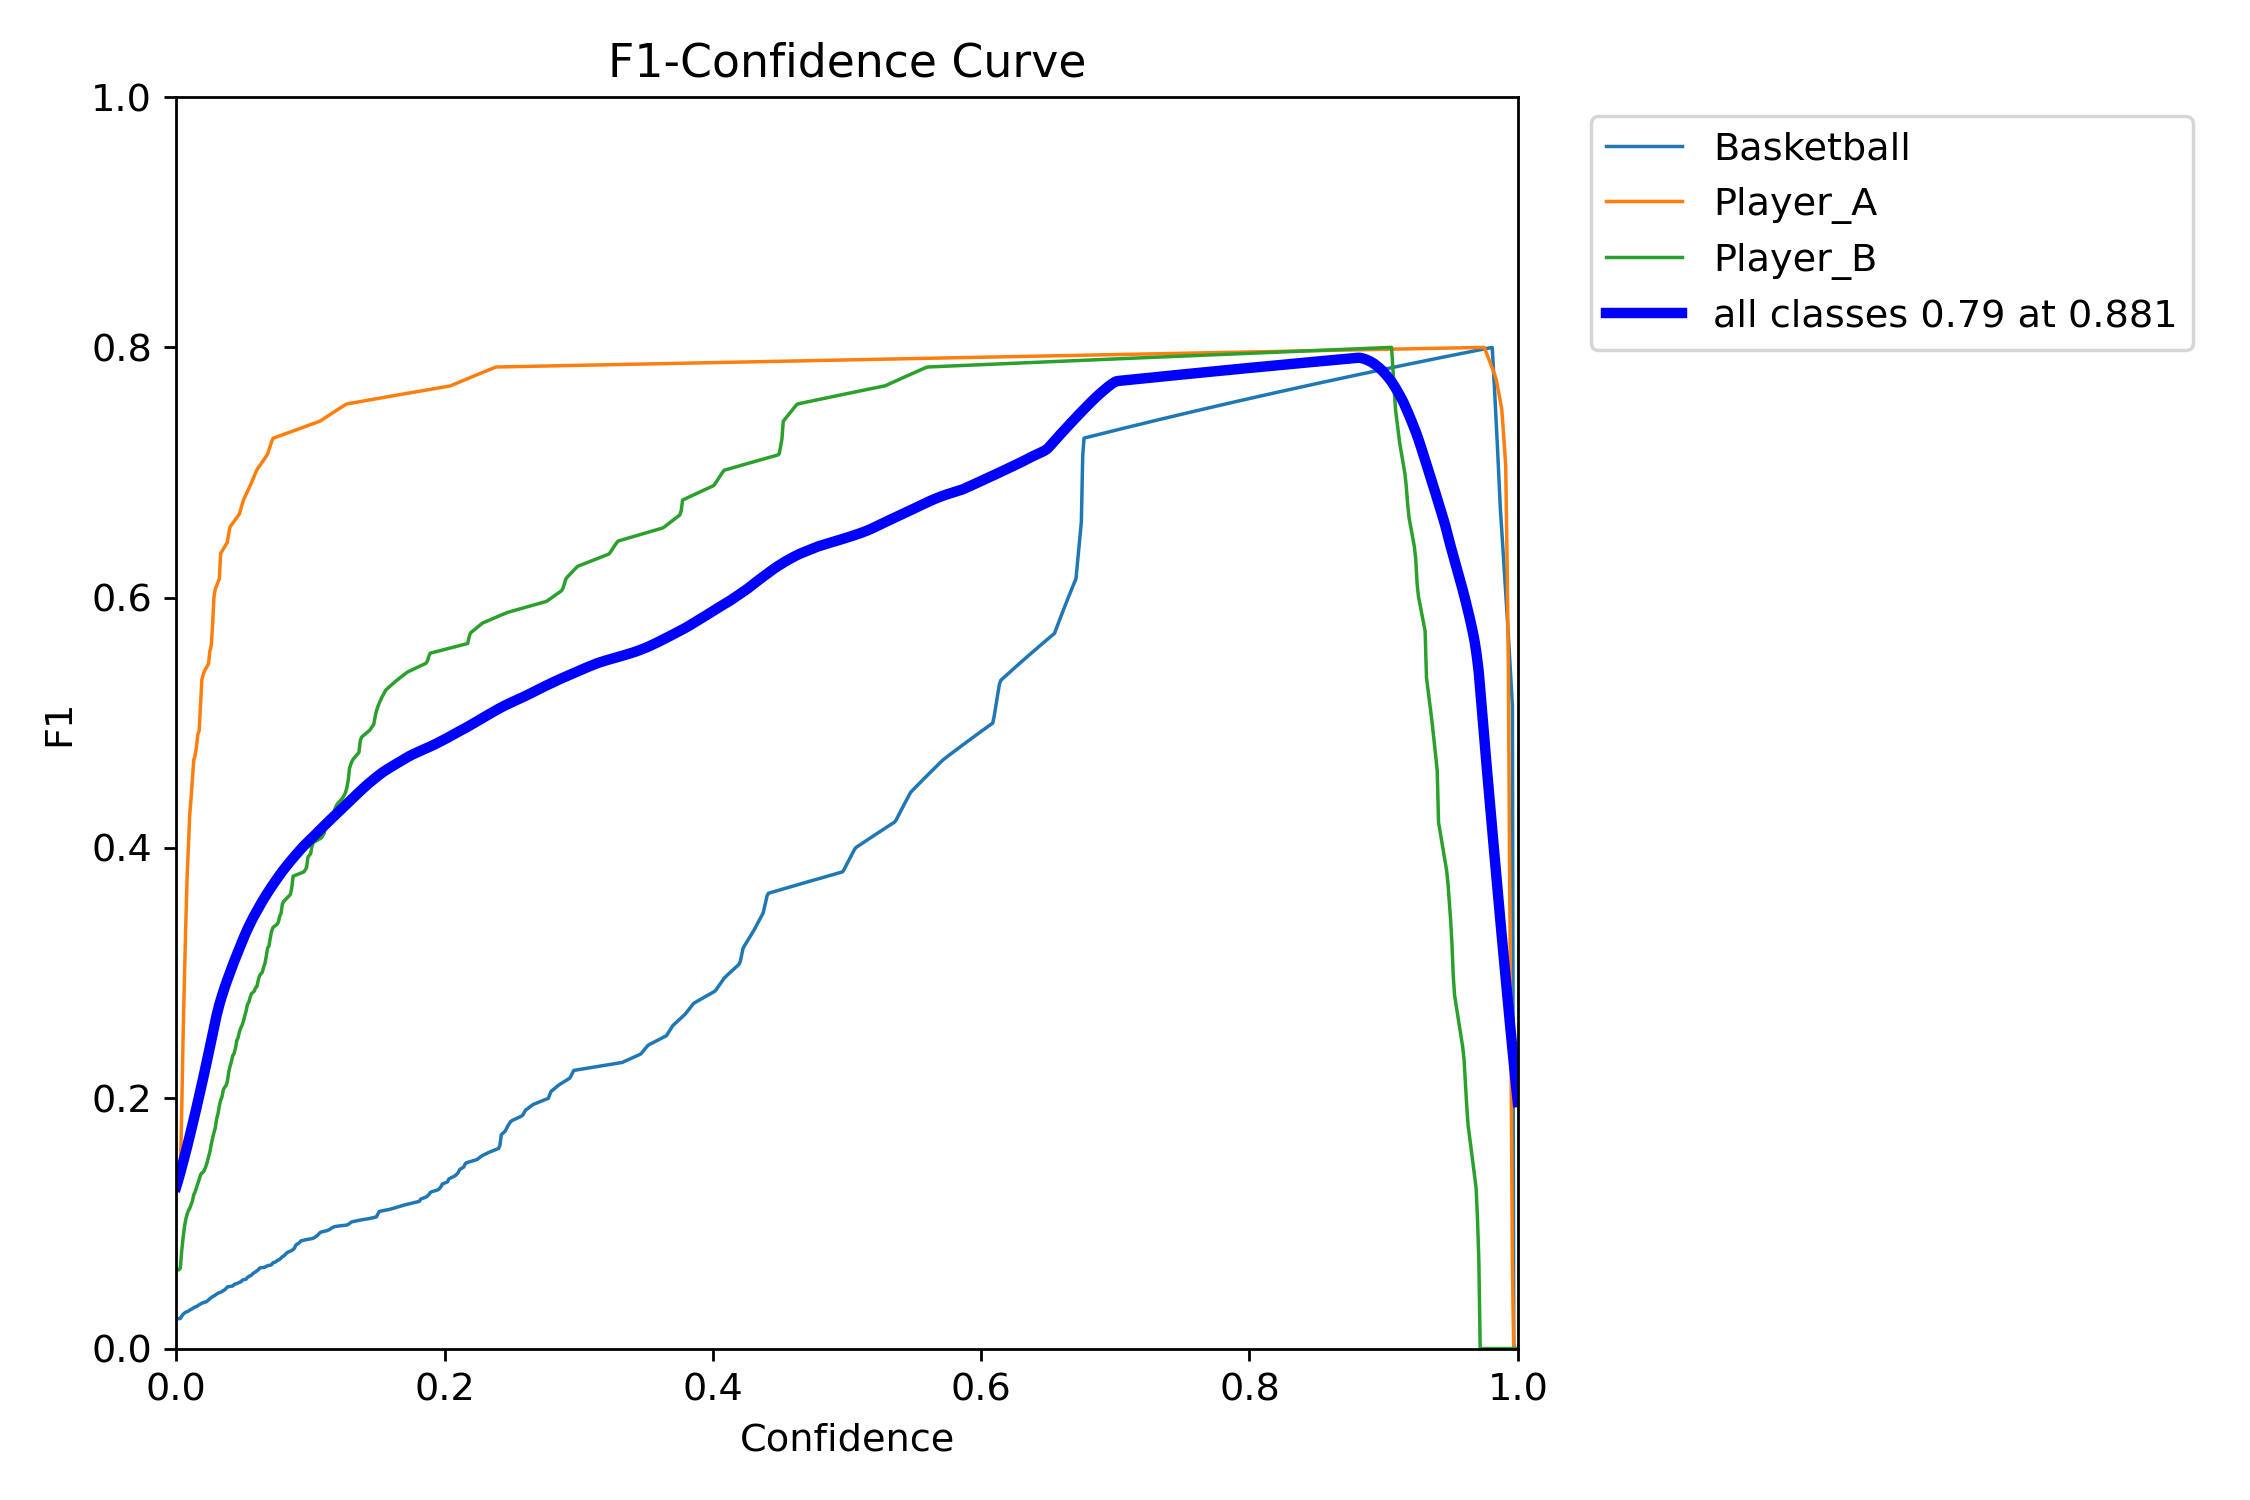 F1-Confidence Curve
1.0
0.8
0.6
0.4
0.2
0.0
F1
0.0 0.2 0.4 0.6 0.8 1.0
Confidence
Basketball
Player_A
Player_B
all classes 0.79 at 0.881